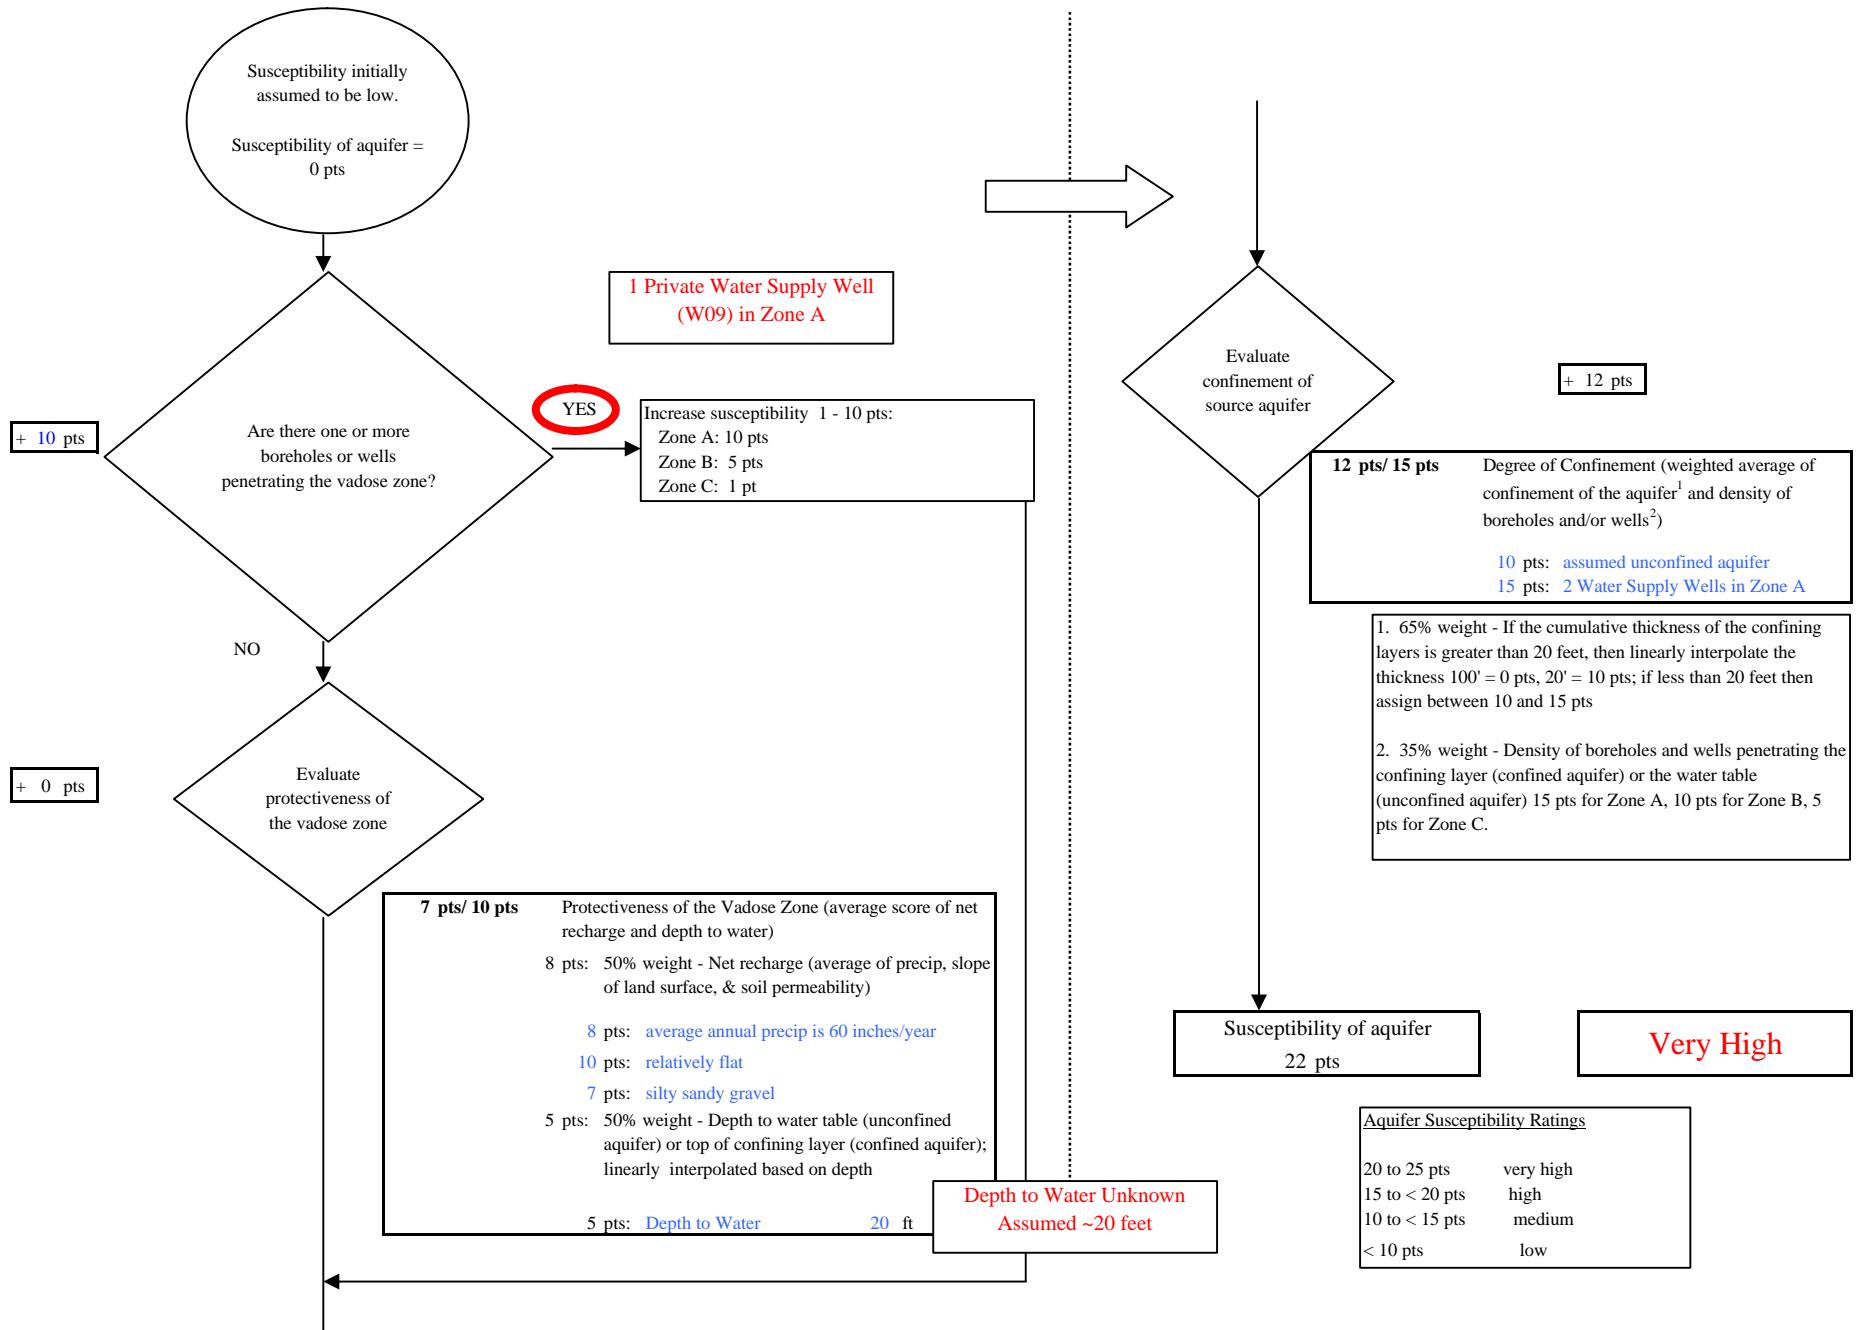 Susceptibility initially
assumed to be low.
Susceptibility of aquifer =
0 pts
1 Private Water Supply Well
(W09) in Zone A
YES
+ 10 pts
Are there one or more
boreholes or wells
penetrating the vadose zone?
Increase susceptibility 1 - 10 pts:
Zone A: 10 pts
Zone B: 5 pts
Zone C: 1 pt
NO
+ 0 pts
Evaluate
protectiveness of
the vadose zone
7 pts/ 10 pts Protectiveness of the Vadose Zone (average score of net
recharge and depth to water)
8 pts: 50% weight - Net recharge (average of precip, slope
of land surface, & soil permeability)
8 pts: average annual precip is 60 inches/year
10 pts: relatively flat
7 pts: silty sandy gravel
5 pts: 50% weight - Depth to water table (unconfined
aquifer) or top of confining layer (confined aquifer);
linearly interpolated based on depth
5 pts: Depth to Water 20 ft
Depth to Water Unknown
Assumed ~20 feet
Evaluate
confinement of
source aquifer
+ 12 pts
12 pts/ 15 pts Degree of Confinement (weighted average of
confinement of the aquifer1 and density of
boreholes and/or wells2)
10 pts: assumed unconfined aquifer
15 pts: 2 Water Supply Wells in Zone A
1. 65% weight - If the cumulative thickness of the confining
layers is greater than 20 feet, then linearly interpolate the
thickness 100' = 0 pts, 20' = 10 pts; if less than 20 feet then
assign between 10 and 15 pts
2. 35% weight - Density of boreholes and wells penetrating the
confining layer (confined aquifer) or the water table
(unconfined aquifer) 15 pts for Zone A, 10 pts for Zone B, 5
pts for Zone C.
Susceptibility of aquifer
22 pts
Very High
Aquifer Susceptibility Ratings
20 to 25 pts very high
15 to < 20 pts high
10 to < 15 pts medium
< 10 pts low